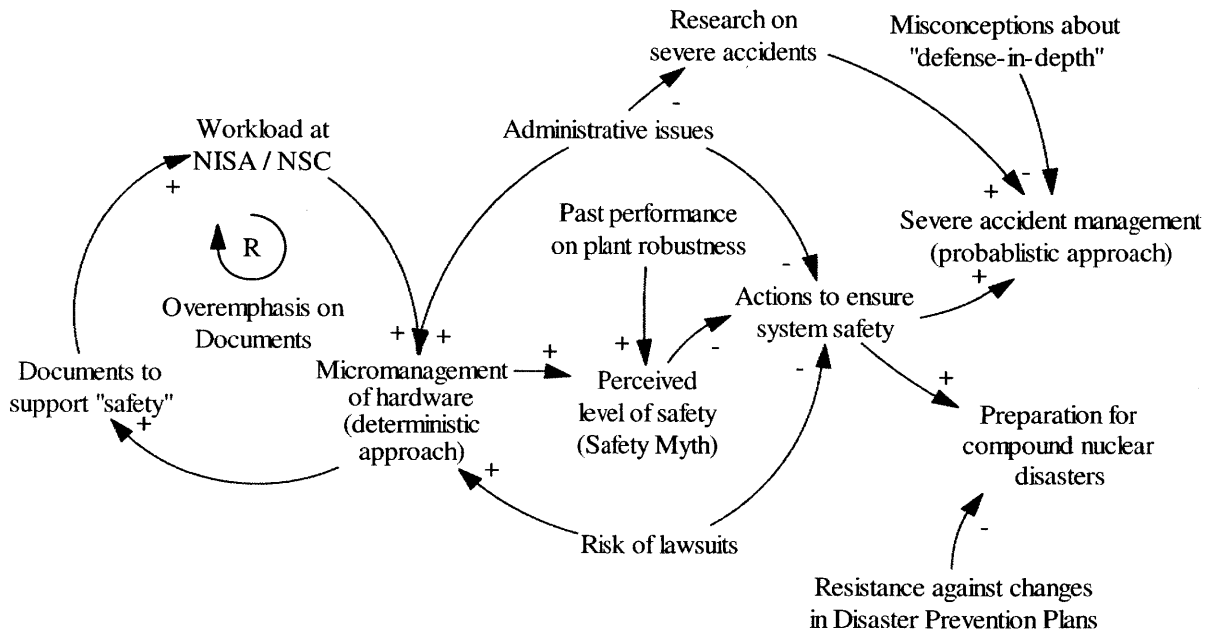 Research on
severe accidents
Misconceptions about
"defense-in-depth"
-
Administrative issues
Workload at
NISA / NSC
+
-
+
Past performance
on plant robustness
Severe accident management
(probablistic approach)
R
-
+
Actions to ensure
system safety
Overemphasis on
Documents
+
+
+
+
-
-
+
Documents to
support "safety"
+
Micromanagement
of hardware
(deterministic
approach)
+
Perceived
level of safety
(Safety Myth)
Preparation for
compound nuclear
disasters
-
Risk of lawsuits
Resistance against changes
in Disaster Prevention Plans